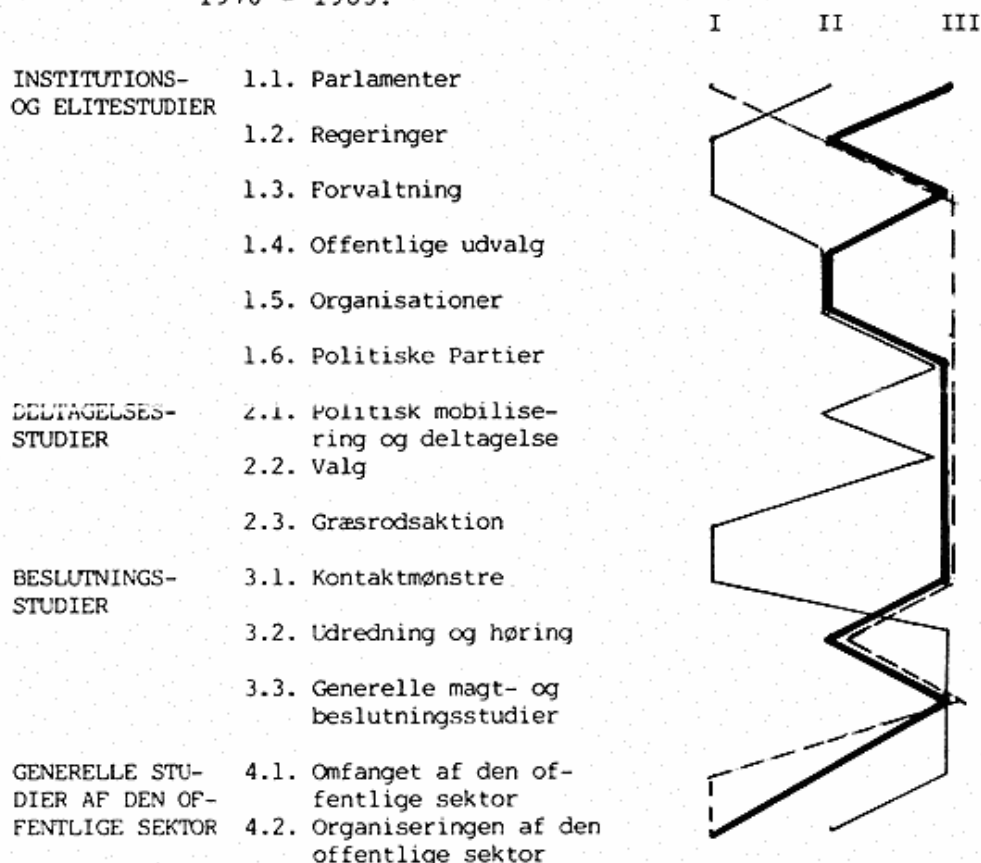 1970 - 1985.
I II III
INSTITUTIONS- 1.1. Parlamenter
OG ELITESTUDIER
1.2. Regeringer
1.3. Forvaltning
1.4. Offentlige udvalg
1.5. Organisationer
1.6. Politiske Partier
DELTAGELSES- 2.1. Politisk mobilise-
STUDIER ring og deltagelse
2.2. Valg
2.3. Græsrodsaktion
BESLUTNINGS- 3.1. Kontaktmønstre
STUDIER
3.2. Udredning og høring
3.3. Generelle magt- og
beslutningsstudier
GENERELLE STU- 4.1. Omfanget af den of-
DIER AF DEN OF- fentlige sektor
FENTLIGE SEKTOR 4.2. Organiseringen af den
offentlige sektor